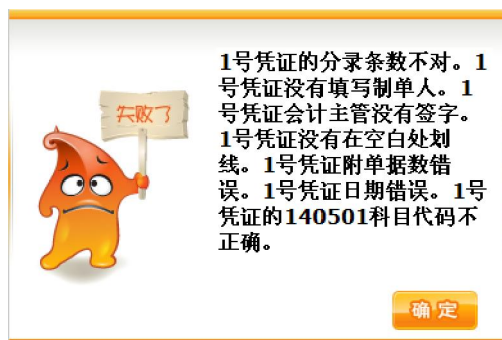 失败了
1号凭证的分录条数不对。1
号凭证没有填写制单人。1
号凭证会计主管没有签字。
1号凭证没有在空白处划
线。1号凭证附单据数错
误。1号凭证日期错误。1号
凭证的140501科目代码不
正确。
确定